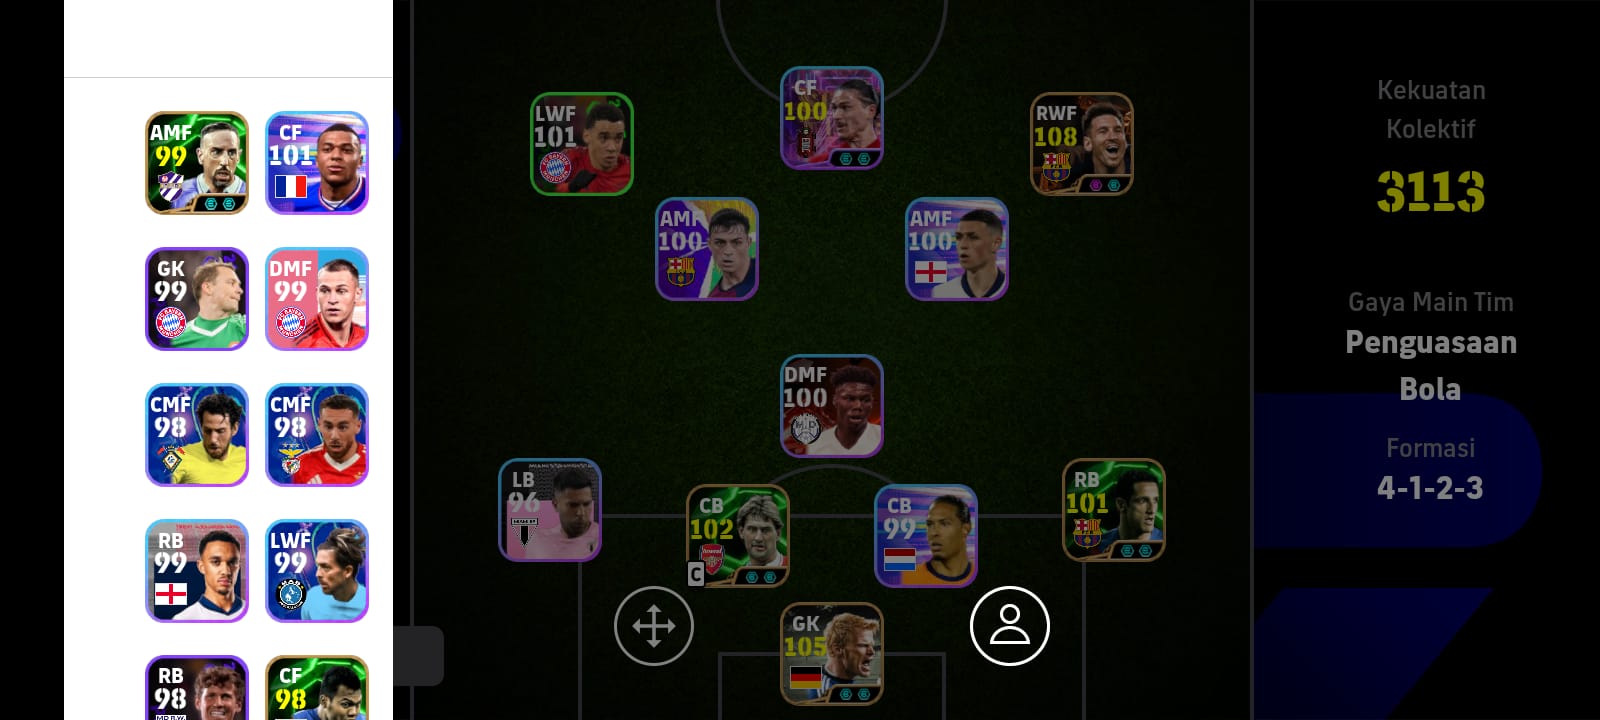 AMF
99
CF
101
GK
99
DMF
99
CMF
98
CMF
98
RB
99
LWF
99
RB
98
CF
98
LWF
101
CF
100
RWF
108
AMF
100
AMF
100
DMF
100
LB
96
CB
102
C
CB
99
RB
101
GK
105
Kekuatan
Kolektif
3113
Gaya Main Tim
Penguasaan
Bola
Formasi
4-1-2-3